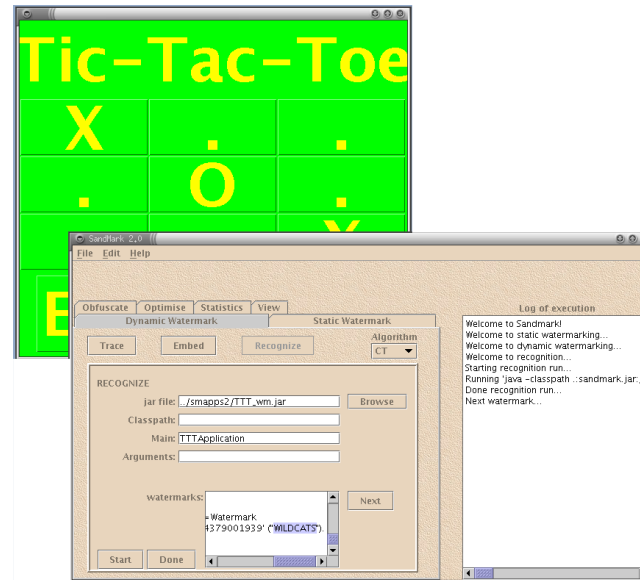 Tic-Tac-Toe
X . .
. O .
X
SandMark 2.0
File Edit Help
Obfuscate Optimise Statistics View
Dynamic Watermark Static Watermark
Trace Embed Recognize
Algorithm
CT
RECOGNIZE
jar file: ../smapps2/TTT_wm.jar Browse
Classpath:
Main: TTTApplication
Arguments:
watermarks:
=Watermark
4379001939' ("WILDCATS").
Next
Start Done
Log of execution
Welcome to Sandmark!
Welcome to static watermarking...
Welcome to dynamic watermarking...
Welcome to recognition...
Starting recognition run...
Running 'java -classpath .:sandmark.jar:
Done recognition run...
Next watermark...